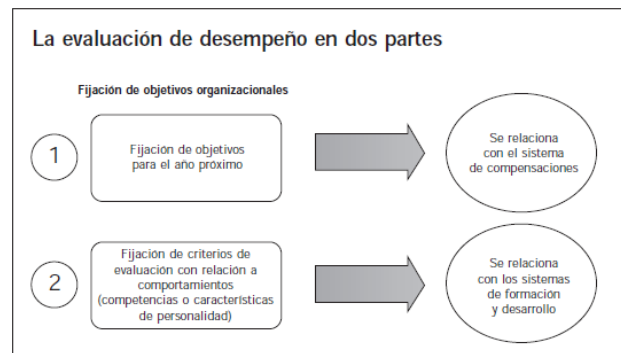 La evaluación de desempeño en dos partes
Fijación de objetivos organizacionales
1
Fijación de objetivos
para el año próximo
Se relaciona
con el sistema
de compensaciones
2
Fijación de criterios de
evaluación con relación a
comportamientos
(competencias o características
de personalidad)
Se relaciona
con los sistemas
de formación
y desarrollo